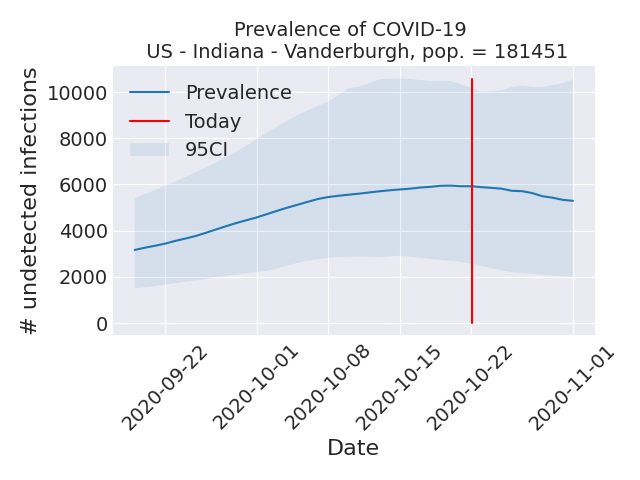 Prevalence of COVID-19
US - Indiana - Vanderburgh, pop. = 181451
# undetected infections
10000
8000
6000
4000
2000
0
Prevalence
Today
95CI
2020-09-22
2020-10-01
2020-10-08
2020-10-15
2020-10-22
2020-11-01
Date